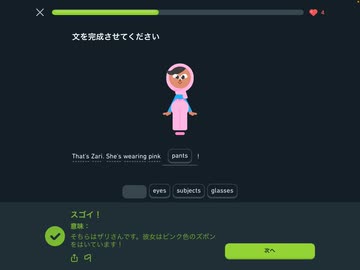 4
文を完成させてください
That's Zari. She's wearing pink pants !
eyes subjects glasses
スゴイ！
意味：
そちらはザリさんです。彼女はピンク色のズボン
をはいています！
次へ